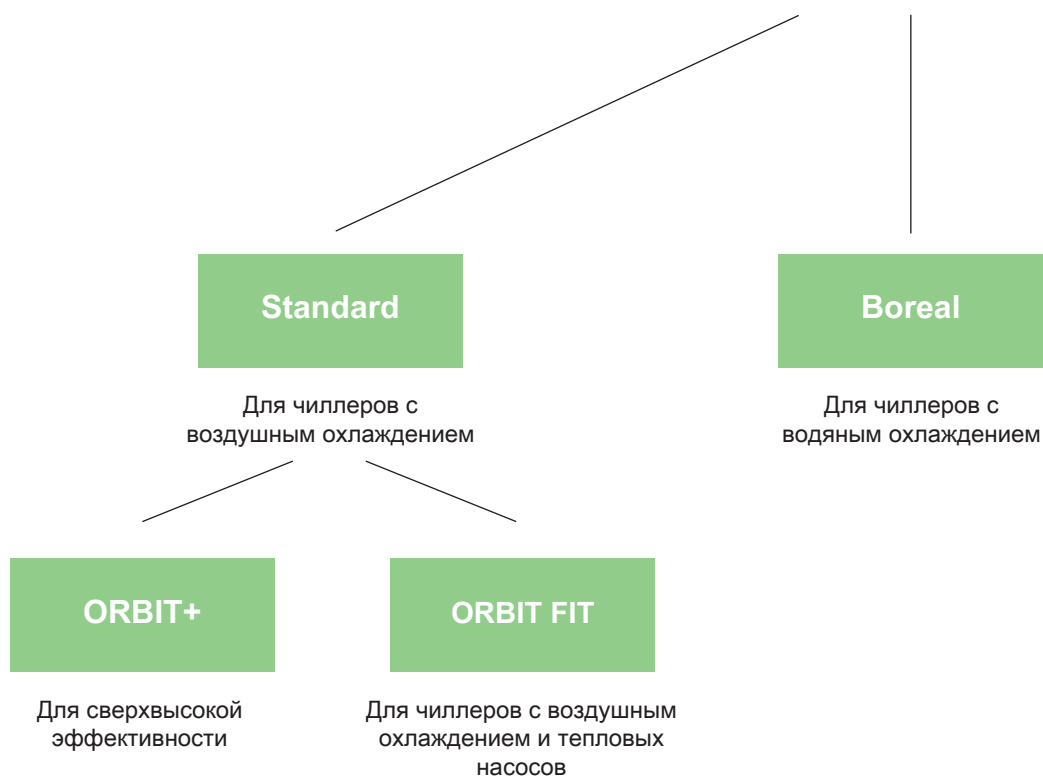 Standard
Boreal
Для чиллеров с
воздушным охлаждением
Для чиллеров с
водяным охлаждением
ORBIT+
ORBIT FIT
Для сверхвысокой
эффективности
Для чиллеров с воздушным
охлаждением и тепловых
насосов